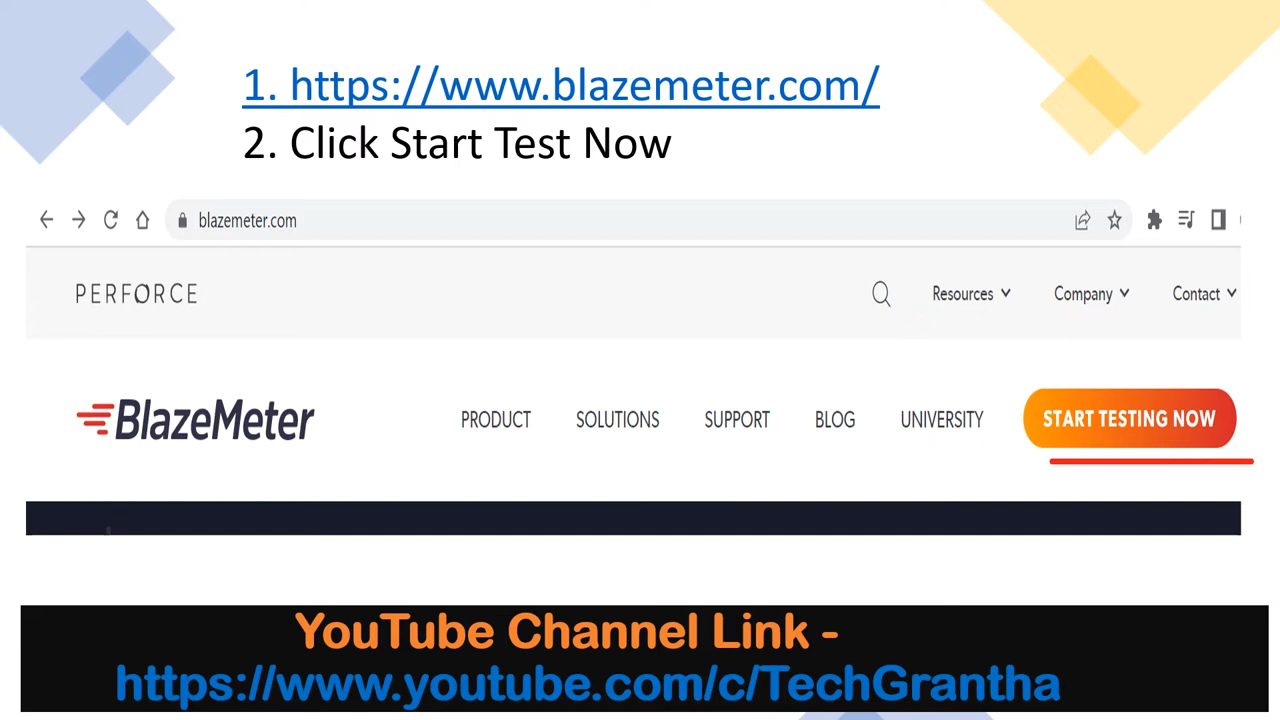 1. https://www.blazemeter.com/
2. Click Start Test Now
blazemeter.com
PERFORCE
Resources
Company
Contact
BlazeMeter
PRODUCT
SOLUTIONS
SUPPORT
BLOG
UNIVERSITY
START TESTING NOW
YouTube Channel Link -
https://www.youtube.com/c/TechGrantha